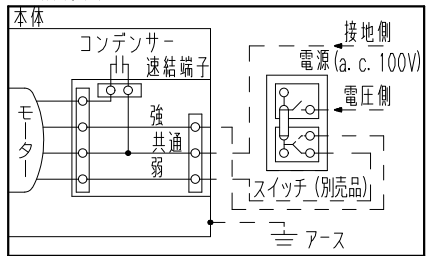 本体
コンデンサー
速結端子
接地側
電源(a.c.100V)
電圧側
モーター
強
共通
弱
スイッチ(別売品)
アース